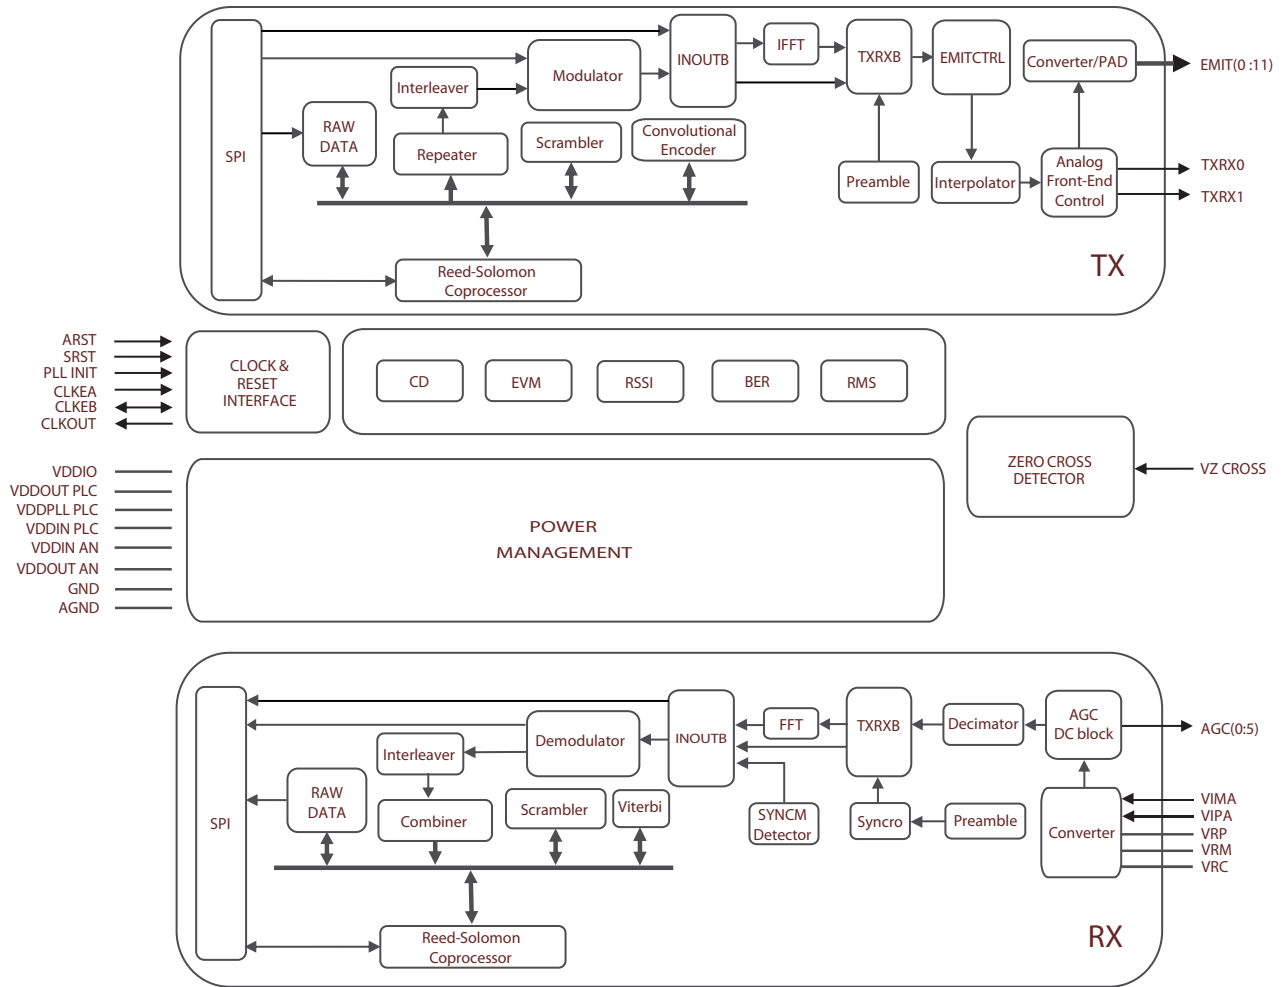 SPI
RAW
DATA
Interleaver
Repeater
Modulator
Scrambler
Convolutional
Encoder
INOUTB
IFFT
TXRXB
EMITCTRL
Converter/PAD
EMIT(0 :11)
Preamble
Interpolator
Analog
Front-End
Control
TXRX0
TXRX1
Reed-Solomon
Coprocessor
TX
ARST
SRST
PLL INIT
CLKEA
CLKEB
CLKOUT
CLOCK &
RESET
INTERFACE
CD
EVM
RSSI
BER
RMS
ZERO CROSS
DETECTOR
VZ CROSS
VDDIO
VDDOUT PLC
VDDPLL PLC
VDDIN PLC
VDDIN AN
VDDOUT AN
GND
AGND
POWER
MANAGEMENT
SPI
RAW
DATA
Interleaver
Combiner
Demodulator
Scrambler
Viterbi
INOUTB
FFT
TXRXB
Decimator
AGC
DC block
AGC(0:5)
SYNCM
Detector
Syncro
Preamble
Converter
VIMA
VIPA
VRP
VRM
VRC
Reed-Solomon
Coprocessor
RX